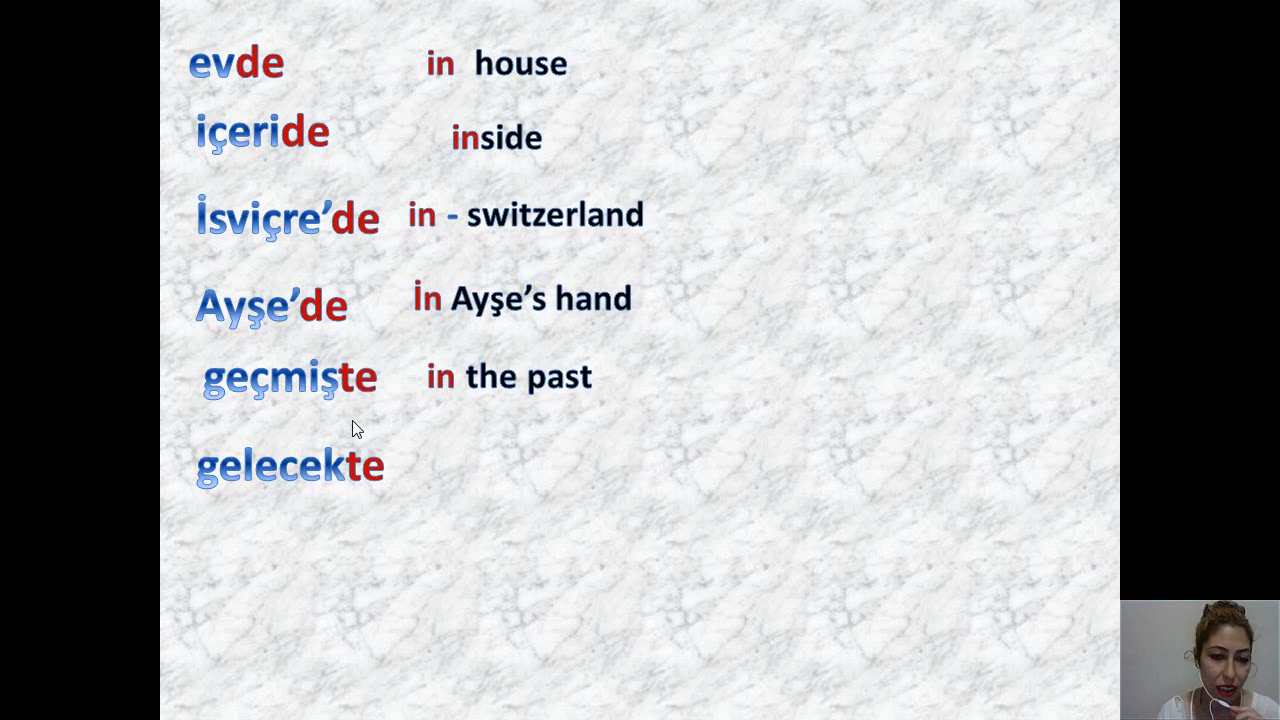 evde in house
içeride inside
İsviçre’de in - switzerland
Ayşe’de İn Ayşe’s hand
geçmişte in the past
gelecekte